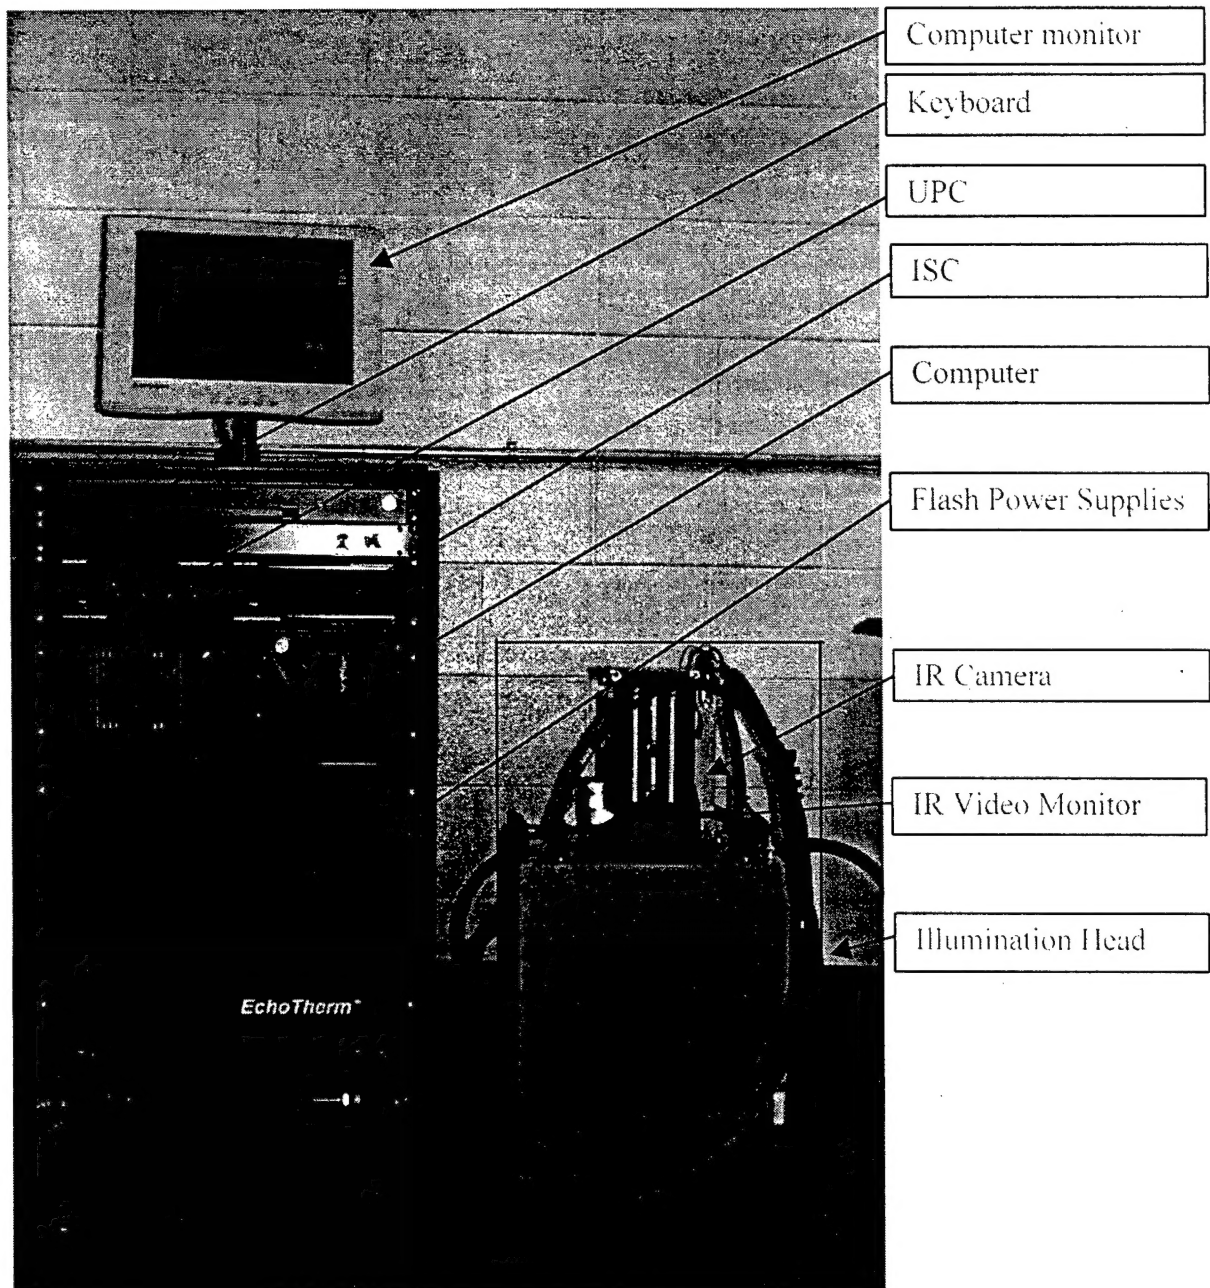 Computer monitor
Keyboard
UPC
ISC
Computer
Flash Power Supplies
IR Camera
IR Video Monitor
Illumination Head
EchoTherm